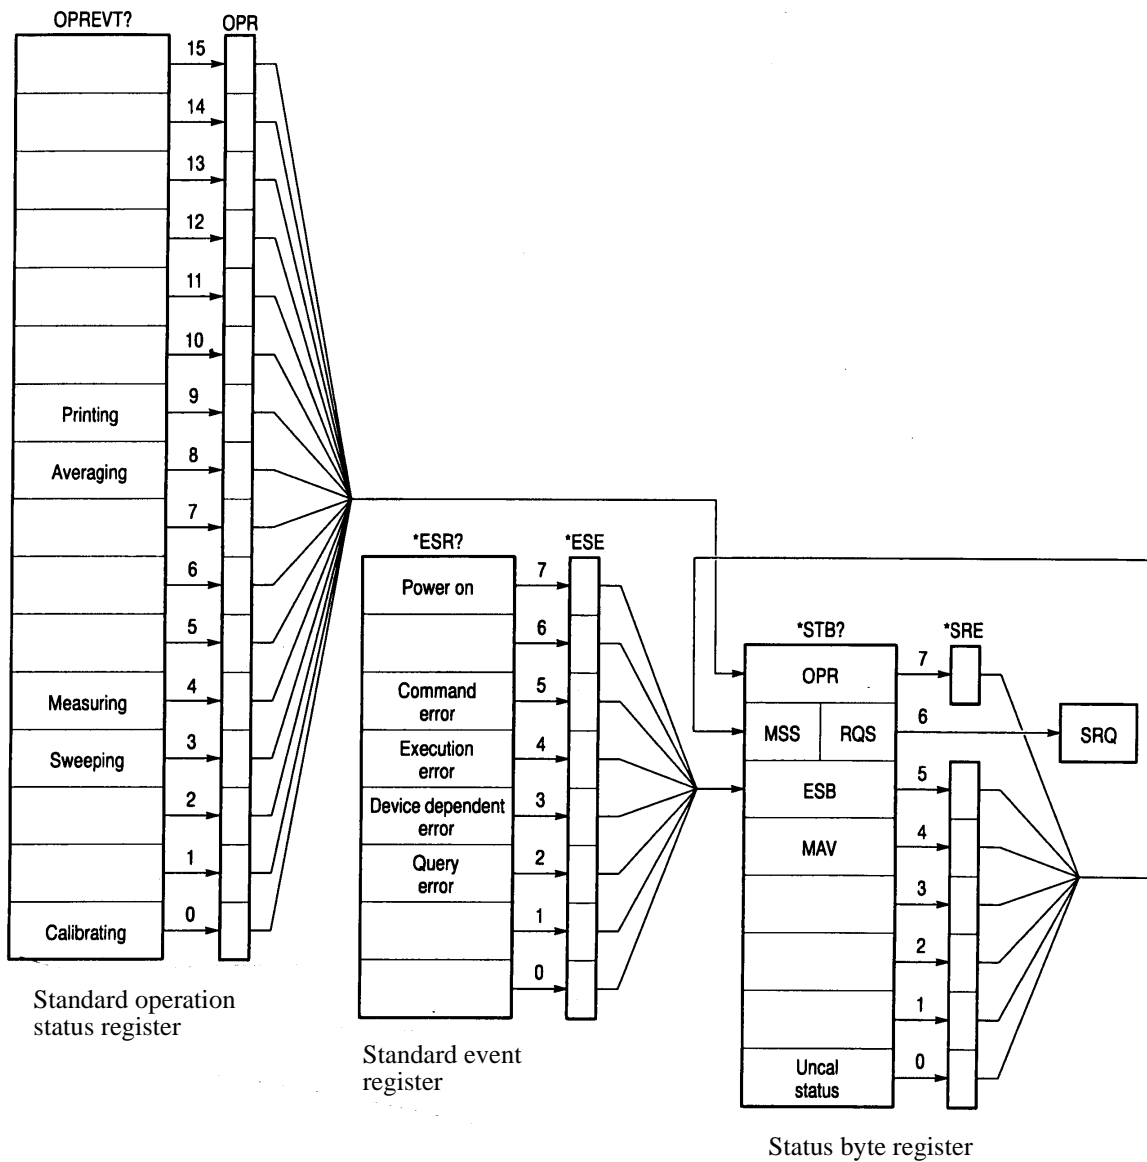 OPREVT? OPR
15
14
13
12
11
10
Printing 9
Averaging 8
7
6
5
Measuring 4
Sweeping 3
2
1
Calibrating 0
Standard operation
status register
*ESR? *ESE
Power on 7
6
Command
error 5
Execution
error 4
Device dependent
error 3
Query
error 2
1
0
Standard event
register
*STB? *SRE
OPR 7
MSS RQS 6 SRQ
ESB 5
MAV 4
3
2
1
Uncal
status 0
Status byte register